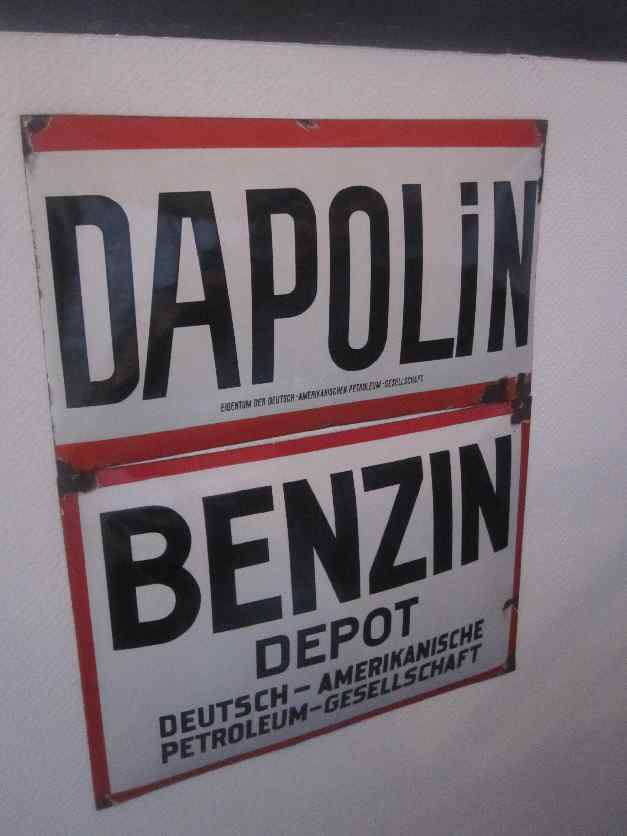 DAPOLiN
EIGENTUM DER DEUTSCH-AMERIKANISCHEN PETROLEUM-GESELLSCHAFT
BENZIN
DEPOT
DEUTSCH-AMERIKANISCHE
PETROLEUM-GESELLSCHAFT